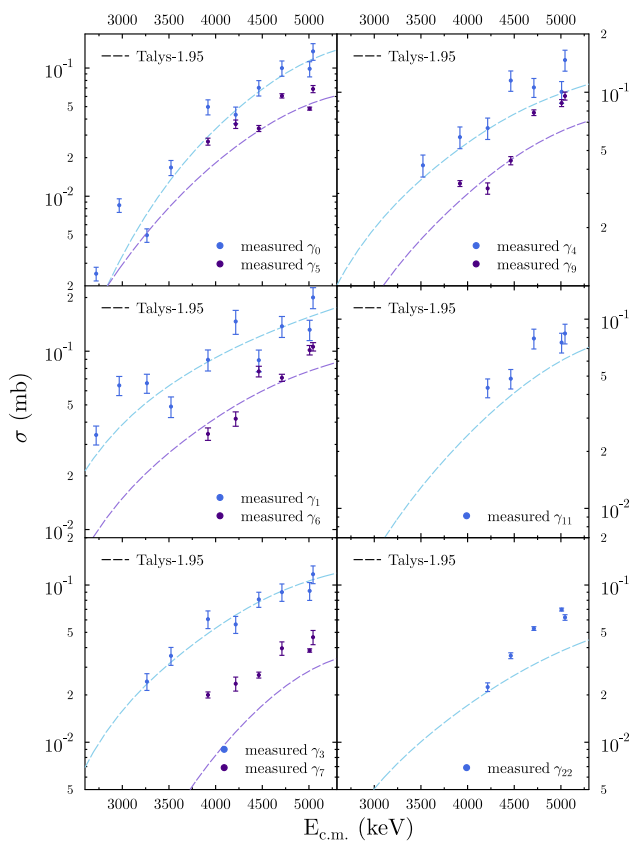 3000 3500 4000 4500 5000 3000 3500 4000 4500 5000
Talys-1.95
10⁻¹
5
2
10⁻²
5
measured γ₀
measured γ₅
Talys-1.95
2
10⁻¹
5
2
measured γ₄
measured γ₉
Talys-1.95
2
10⁻¹
5
2
10⁻²
measured γ₁
measured γ₆
Talys-1.95
10⁻¹
5
2
10⁻²
measured γ₁₁
σ (mb)
Talys-1.95
2
10⁻¹
5
2
10⁻²
5
measured γ₃
measured γ₇
Talys-1.95
2
10⁻¹
5
2
10⁻²
5
measured γ₂₂
3000 3500 4000 4500 5000 3000 3500 4000 4500 5000
E_c.m. (keV)